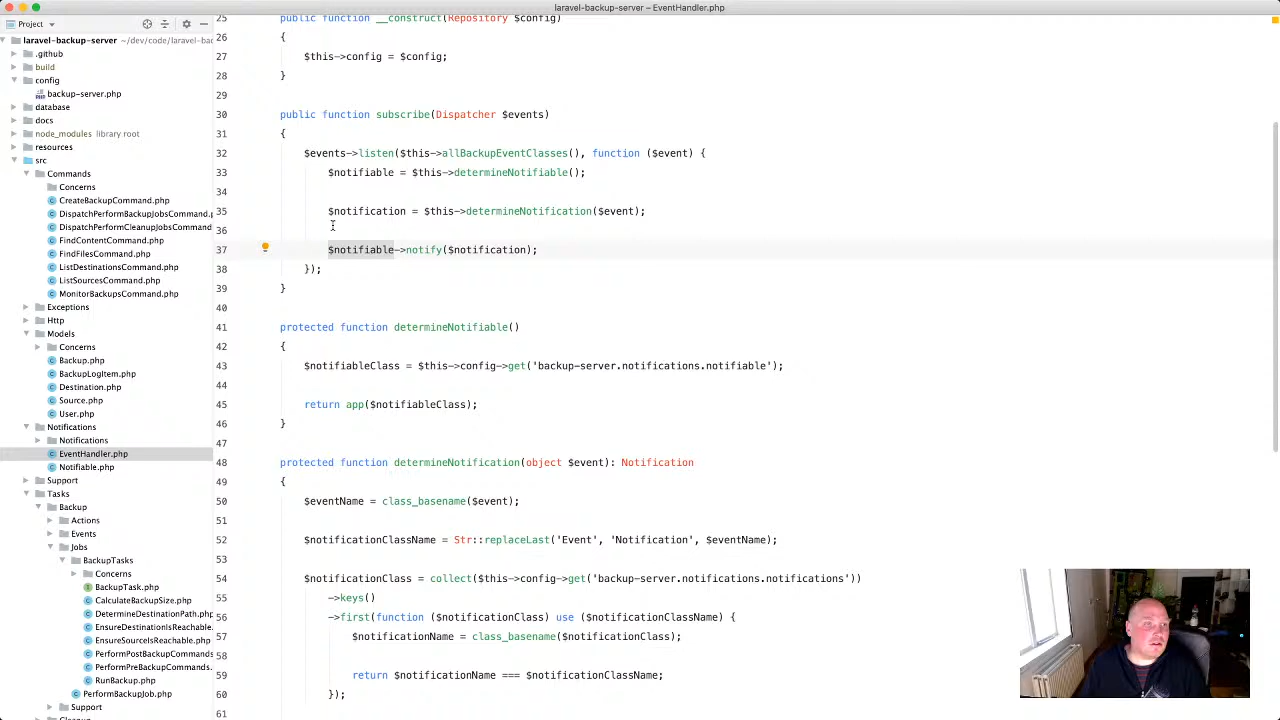 laravel-backup-server – EventHandler.php
Project
laravel-backup-server ~/dev/code/laravel-bac
.github
build
config
backup-server.php
database
docs
node_modules library root
resources
src
Commands
Concerns
CreateBackupCommand.php
DispatchPerformBackupJobsCommand.p
DispatchPerformCleanupJobsCommand
FindContentCommand.php
FindFilesCommand.php
ListDestinationsCommand.php
ListSourcesCommand.php
MonitorBackupsCommand.php
Exceptions
Http
Models
Concerns
Backup.php
BackupLogItem.php
Destination.php
Source.php
User.php
Notifications
Notifications
EventHandler.php
Notifiable.php
Support
Tasks
Backup
Actions
Events
Jobs
BackupTasks
Concerns
BackupTask.php
CalculateBackupSize.php
DetermineDestinationPath.php
EnsureDestinationIsReachable.
EnsureSourceIsReachable.php
PerformPostBackupCommands
PerformPreBackupCommands.
RunBackup.php
PerformBackupJob.php
Support
Cleanup
25 public function __construct(Repository $config)
26 {
27 $this->config = $config;
28 }
29
30 public function subscribe(Dispatcher $events)
31 {
32 $events->listen($this->allBackupEventClasses(), function ($event) {
33 $notifiable = $this->determineNotifiable();
34
35 $notification = $this->determineNotification($event);
36
37 $notifiable->notify($notification);
38 });
39 }
40
41 protected function determineNotifiable()
42 {
43 $notifiableClass = $this->config->get('backup-server.notifications.notifiable');
44
45 return app($notifiableClass);
46 }
47
48 protected function determineNotification(object $event): Notification
49 {
50 $eventName = class_basename($event);
51
52 $notificationClassName = Str::replaceLast('Event', 'Notification', $eventName);
53
54 $notificationClass = collect($this->config->get('backup-server.notifications.notifications'))
55 ->keys()
56 ->first(function ($notificationClass) use ($notificationClassName) {
57 $notificationName = class_basename($notificationClass);
58
59 return $notificationName === $notificationClassName;
60 });
61